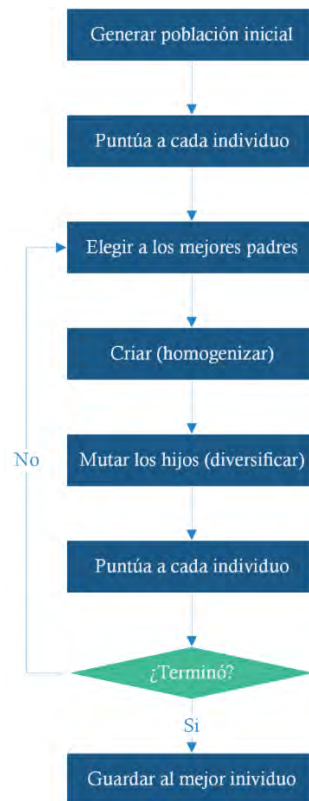 Generar población inicial
Puntúa a cada individuo
Elegir a los mejores padres
Criar (homogenizar)
Mutar los hijos (diversificar)
No
Puntúa a cada individuo
¿Terminó?
Si
Guardar al mejor inividuo